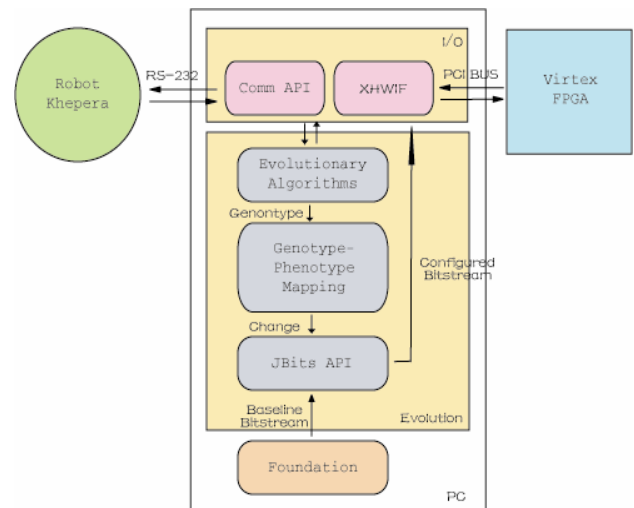 I/O
Robot
Khepera
RS-232
Comm API
XHWIF
PCI BUS
Virtex
FPGA
Evolutionary
Algorithms
Genontype
Genotype-
Phenotype
Mapping
Configured
Bitstream
Change
JBits API
Baseline
Bitstream
Evolution
Foundation
PC